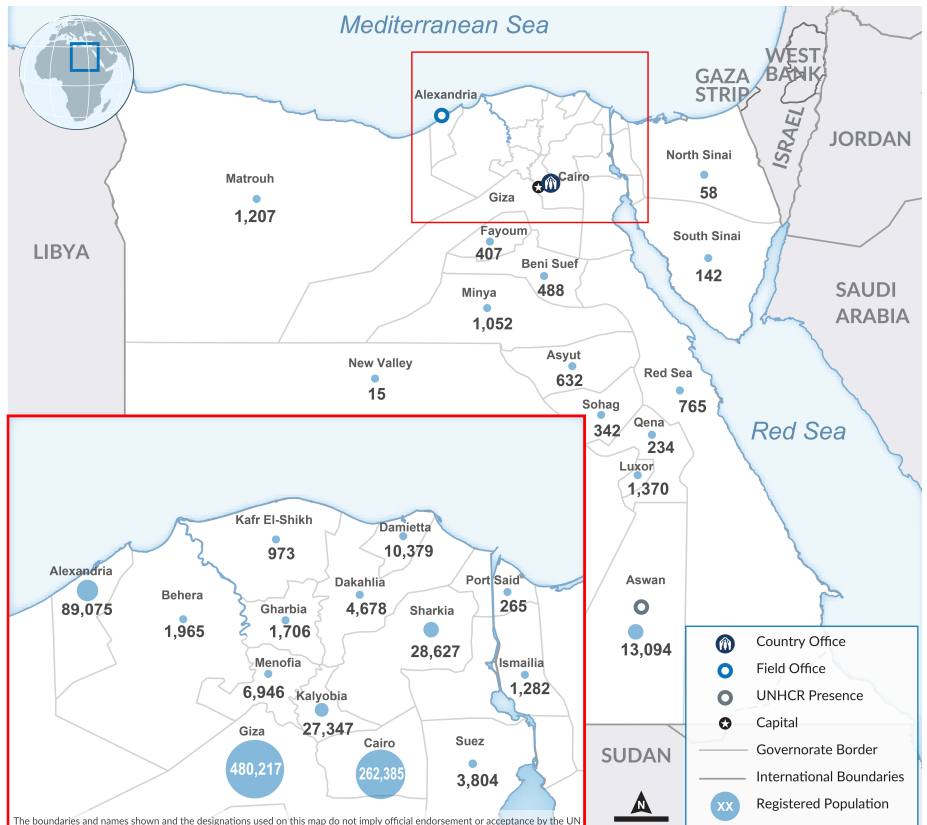 Mediterranean Sea
WEST
BANK
GAZA
STRIP
ISRAEL
JORDAN
Alexandria
North Sinai
58
Cairo
Giza
Matrouh
1,207
LIBYA
Fayoum
407
South Sinai
142
Beni Suef
488
SAUDI
ARABIA
Minya
1,052
Asyut
632
New Valley
15
Red Sea
765
Sohag
342
Qena
234
Red Sea
Luxor
1,370
Kafr El-Shikh
973
Damietta
10,379
Alexandria
89,075
Behera
1,965
Dakahlia
4,678
Port Said
265
Gharbia
1,706
Sharkia
28,627
Aswan
13,094
Menofia
6,946
Ismailia
1,282
Kalyobia
27,347
Giza
480,217
Cairo
262,385
Suez
3,804
SUDAN
N
Country Office
Field Office
UNHCR Presence
Capital
Governorate Border
International Boundaries
XX
Registered Population
The boundaries and names shown and the designations used on this map do not imply official endorsement or acceptance by the UN